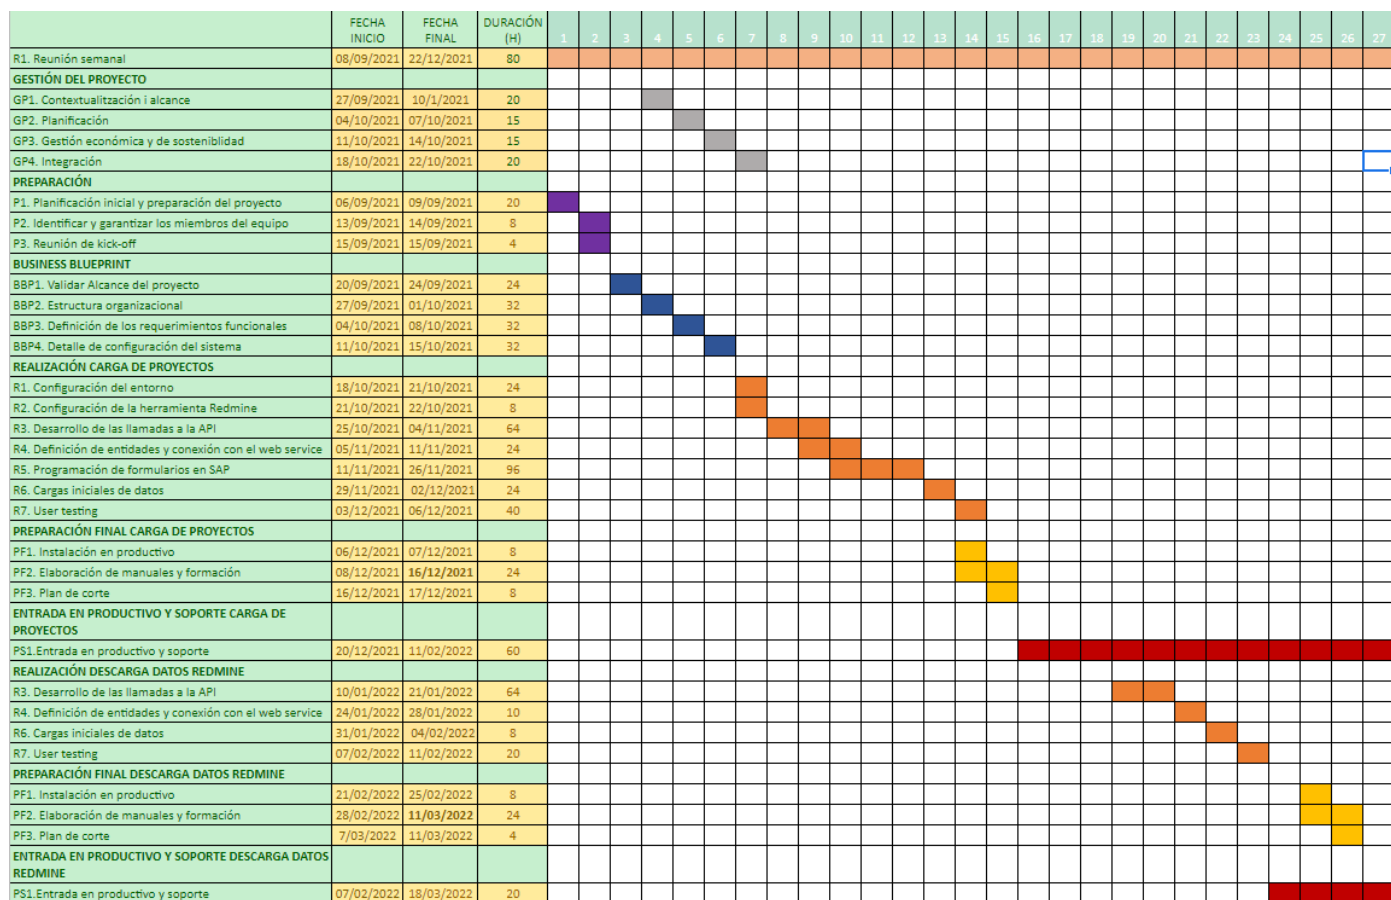 FECHA INICIO FECHA FINAL DURACIÓN (H) 1 2 3 4 5 6 7 8 9 10 11 12 13 14 15 16 17 18 19 20 21 22 23 24 25 26 27
R1. Reunión semanal 08/09/2021 22/12/2021 80
GESTIÓN DEL PROYECTO
GP1. Contextualitzación i alcance 27/09/2021 10/1/2021 20
GP2. Planificación 04/10/2021 07/10/2021 15
GP3. Gestión económica y de sosteniblidad 11/10/2021 14/10/2021 15
GP4. Integración 18/10/2021 22/10/2021 20
PREPARACIÓN
P1. Planificación inicial y preparación del proyecto 06/09/2021 09/09/2021 20
P2. Identificar y garantizar los miembros del equipo 13/09/2021 14/09/2021 8
P3. Reunión de kick-off 15/09/2021 15/09/2021 4
BUSINESS BLUEPRINT
BBP1. Validar Alcance del proyecto 20/09/2021 24/09/2021 24
BBP2. Estructura organizacional 27/09/2021 01/10/2021 32
BBP3. Definición de los requerimientos funcionales 04/10/2021 08/10/2021 32
BBP4. Detalle de configuración del sistema 11/10/2021 15/10/2021 32
REALIZACIÓN CARGA DE PROYECTOS
R1. Configuración del entorno 18/10/2021 21/10/2021 24
R2. Configuración de la herramienta Redmine 21/10/2021 22/10/2021 8
R3. Desarrollo de las llamadas a la API 25/10/2021 04/11/2021 64
R4. Definición de entidades y conexión con el web service 05/11/2021 11/11/2021 24
R5. Programación de formularios en SAP 11/11/2021 26/11/2021 96
R6. Cargas iniciales de datos 29/11/2021 02/12/2021 24
R7. User testing 03/12/2021 06/12/2021 40
PREPARACIÓN FINAL CARGA DE PROYECTOS
PF1. Instalación en productivo 06/12/2021 07/12/2021 8
PF2. Elaboración de manuales y formación 08/12/2021 16/12/2021 24
PF3. Plan de corte 16/12/2021 17/12/2021 8
ENTRADA EN PRODUCTIVO Y SOPORTE CARGA DE
PROYECTOS
PS1.Entrada en productivo y soporte 20/12/2021 11/02/2022 60
REALIZACIÓN DESCARGA DATOS REDMINE
R3. Desarrollo de las llamadas a la API 10/01/2022 21/01/2022 64
R4. Definición de entidades y conexión con el web service 24/01/2022 28/01/2022 10
R6. Cargas iniciales de datos 31/01/2022 04/02/2022 8
R7. User testing 07/02/2022 11/02/2022 20
PREPARACIÓN FINAL DESCARGA DATOS REDMINE
PF1. Instalación en productivo 21/02/2022 25/02/2022 8
PF2. Elaboración de manuales y formación 28/02/2022 11/03/2022 24
PF3. Plan de corte 7/03/2022 11/03/2022 4
ENTRADA EN PRODUCTIVO Y SOPORTE DESCARGA DATOS
REDMINE
PS1.Entrada en productivo y soporte 07/02/2022 18/03/2022 20